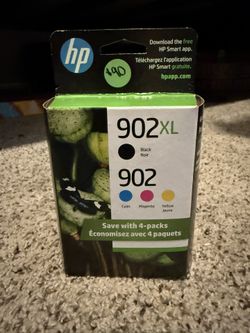 hp
$40
Download the free
HP Smart app.
Téléchargez l'application
HP Smart gratuite.
hpapp.com
902XL
Black
Noir
902
Cyan
Magenta
Yellow
Jaune
Save with 4-packs
Économisez avec 4 paquets